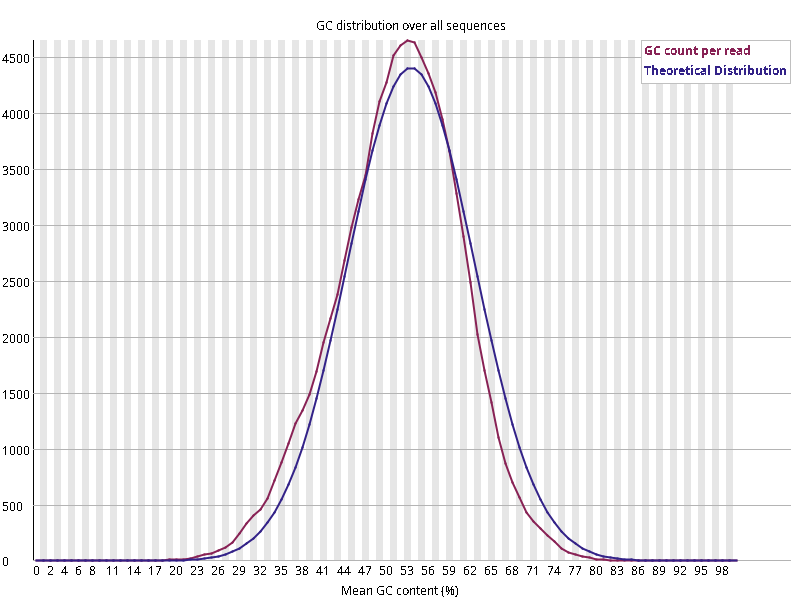 GC distribution over all sequences
GC count per read
Theoretical Distribution
4500
4000
3500
3000
2500
2000
1500
1000
500
0
0 2 4 6 8 11 14 17 20 23 26 29 32 35 38 41 44 47 50 53 56 59 62 65 68 71 74 77 80 83 86 89 92 95 98
Mean GC content (%)